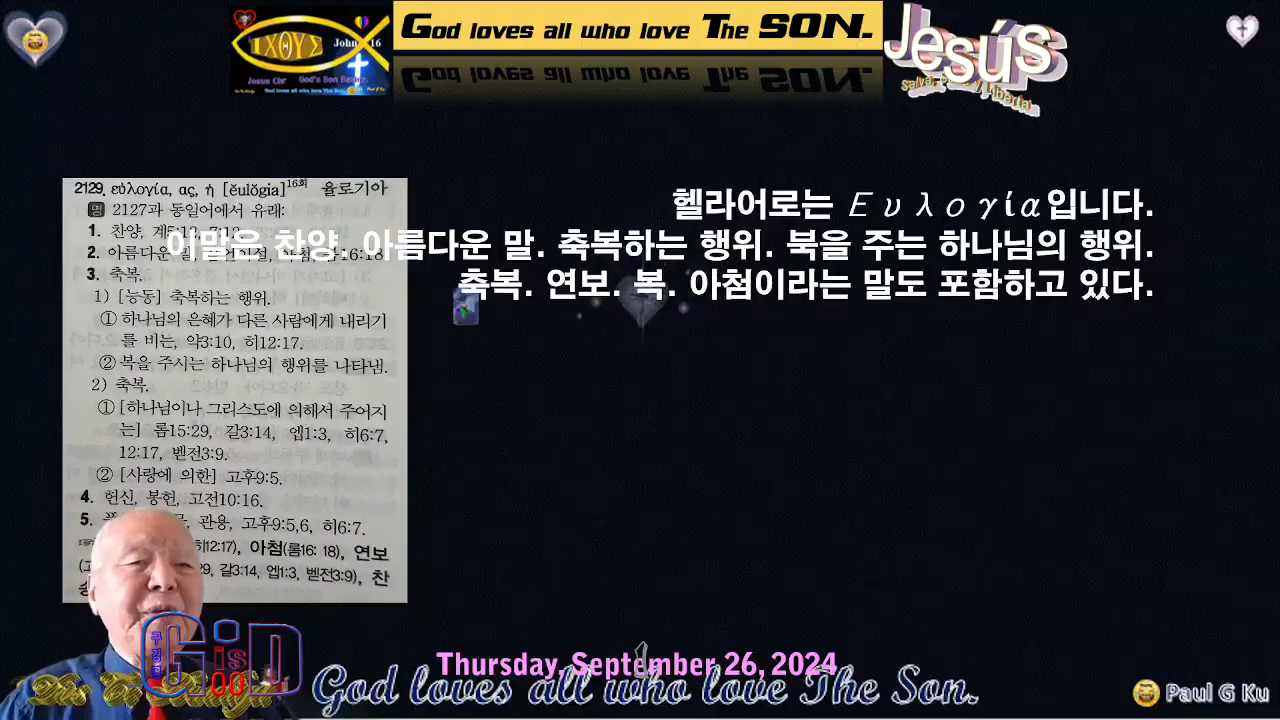 ΙΧΘΥΣ John 16
God loves all who love The SON.
Jesús
2129. εὐλογία, ας, ἡ [ĕulŏgia]16회 율로기아
명 2127과 동일어에서 유래:
1. 찬양,
2. 아름다운
3. 축복.
1) [능동] 축복하는 행위.
① 하나님의 은혜가 다른 사람에게 내리기
를 비는, 약3:10, 히12:17.
② 복을 주시는 하나님의 행위를 나타냄.
2) 축복.
① [하나님이나 그리스도에 의해서 주어지
는] 롬15:29, 갈3:14, 엡1:3, 히6:7,
12:17, 벧전3:9.
② [사랑에 의한] 고후9:5.
4. 헌신, 봉헌, 고전10:16.
5. 관용, 고후9:5,6, 히6:7.
히12:17), 아첨(롬16: 18), 연보
29, 갈3:14, 엡1:3, 벧전3:9), 찬
헬라어로는 Ευλογία입니다.
이말은 찬양. 아름다운 말. 축복하는 행위. 북을 주는 하나님의 행위.
축복. 연보. 복. 아첨이라는 말도 포함하고 있다.
GisD
Thursday, September 26, 2024
God loves all who love The Son.
Paul G Ku